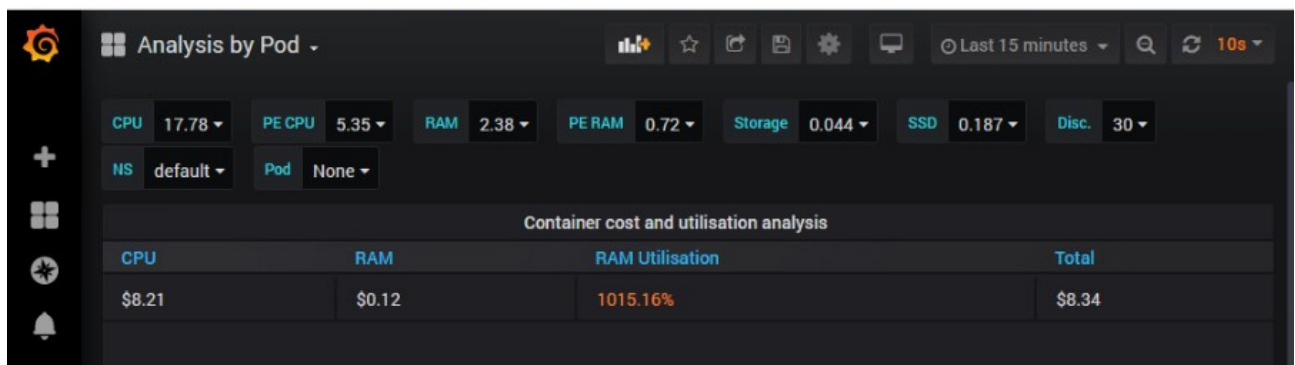 Analysis by Pod
Last 15 minutes 10s
CPU 17.78 PE CPU 5.35 RAM 2.38 PE RAM 0.72 Storage 0.044 SSD 0.187 Disc. 30
NS default Pod None
Container cost and utilisation analysis
CPU RAM RAM Utilisation Total
$8.21 $0.12 1015.16% $8.34